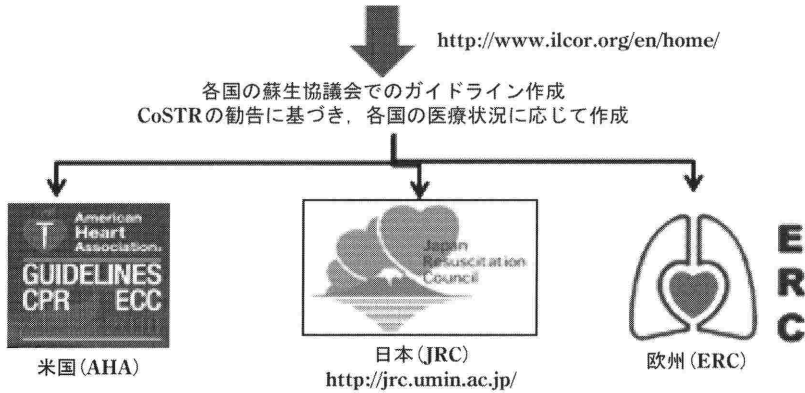 http://www.ilcor.org/en/home/
各国の蘇生協議会でのガイドライン作成
CoSTRの勧告に基づき，各国の医療状況に応じて作成
American
Heart
Association®
GUIDELINES
CPR ECC
米国(AHA)
Japan
Resuscitation
Council
日本(JRC)
http://jrc.umin.ac.jp/
ERC
欧州(ERC)